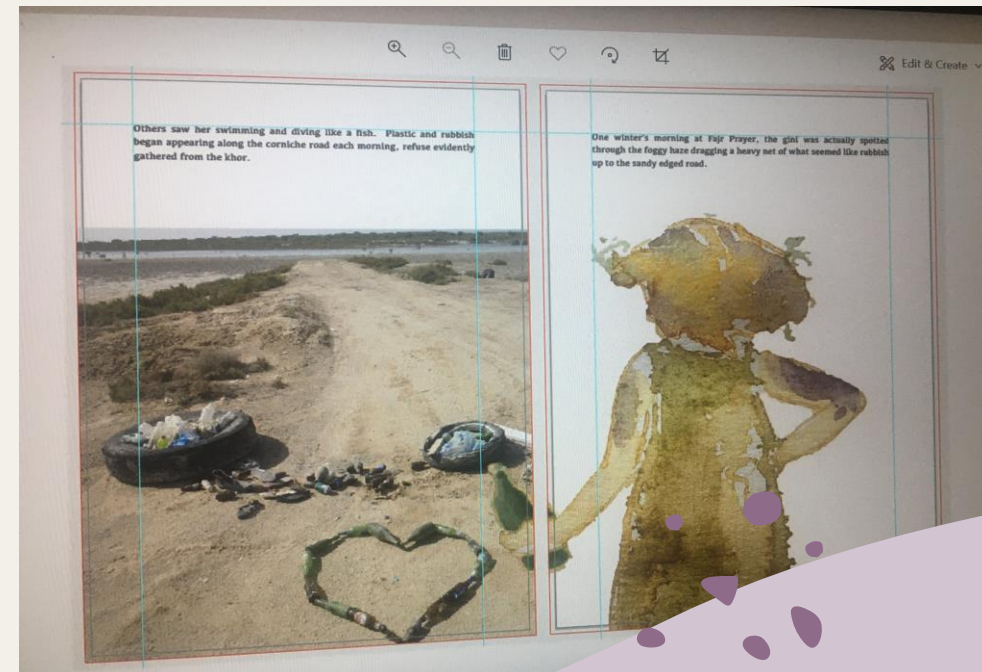 Edit & Create
Others saw her swimming and diving like a fish. Plastic and rubbish
began appearing along the corniche road each morning, refuse evidently
gathered from the khor.
One winter's morning at Fajr Prayer, the gini was actually spotted
through the foggy haze dragging a heavy net of what seemed like rubbish
up to the sandy edged road.